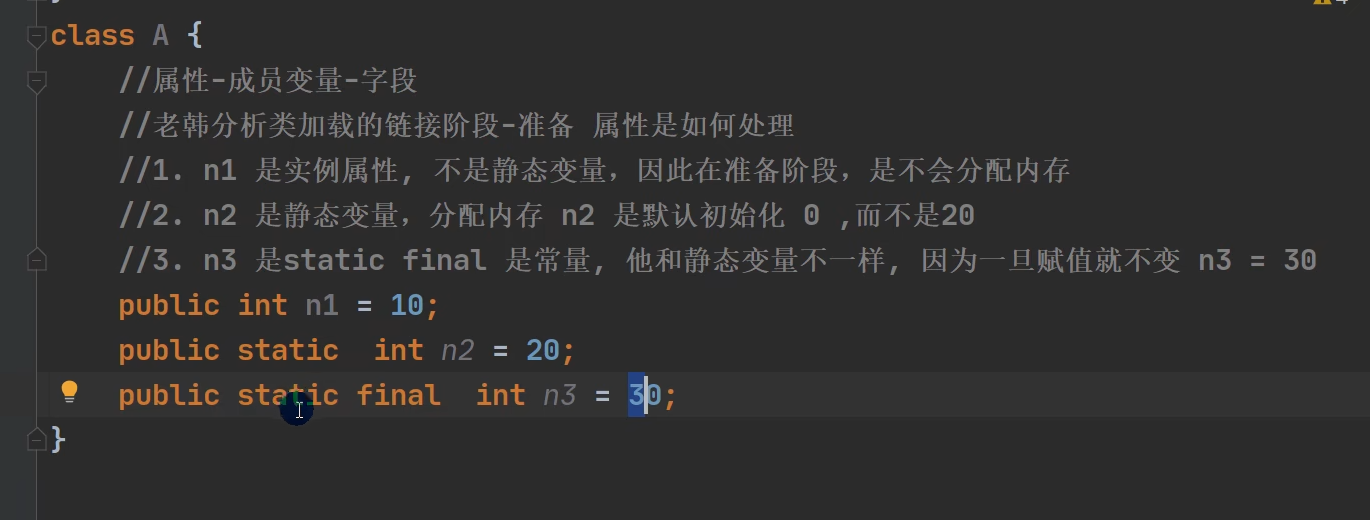 class A {
//属性-成员变量-字段
//老韩分析类加载的链接阶段-准备 属性是如何处理
//1. n1 是实例属性, 不是静态变量，因此在准备阶段，是不会分配内存
//2. n2 是静态变量，分配内存 n2 是默认初始化 0 ,而不是20
//3. n3 是static final 是常量, 他和静态变量不一样, 因为一旦赋值就不变 n3 = 30
public int n1 = 10;
public static  int n2 = 20;
public static final  int n3 = 30;
}